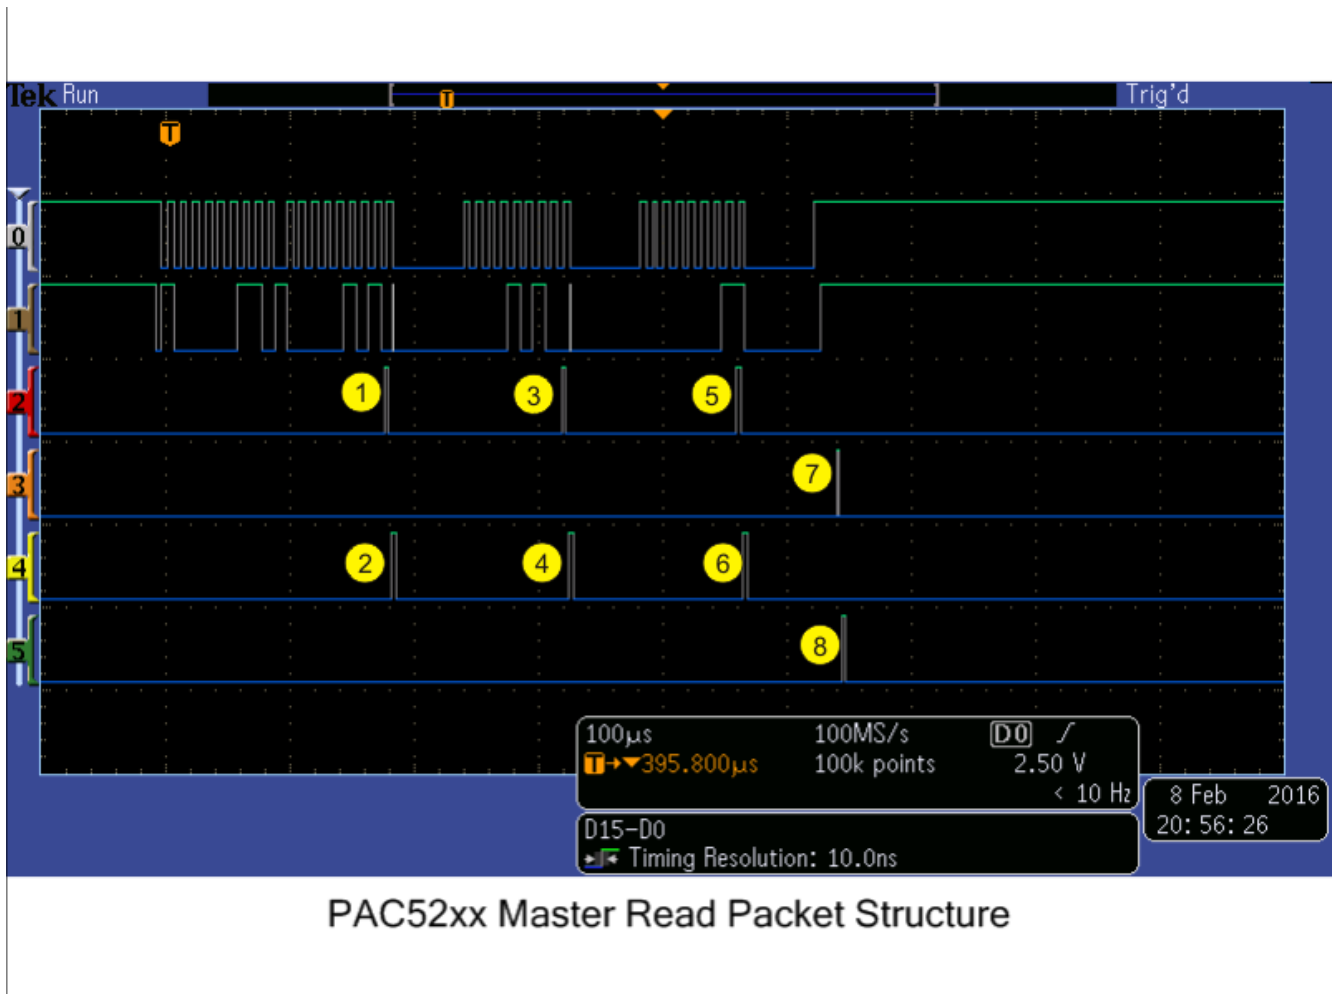 Tek Run
Trig'd
T
T
0
1
2
3
4
5
1
3
5
7
2
4
6
8
100µs
100MS/s
D0
T→▼395.800µs
100k points
2.50 V
< 10 Hz
D15-D0
Timing Resolution: 10.0ns
8 Feb 2016
20:56:26
PAC52xx Master Read Packet Structure